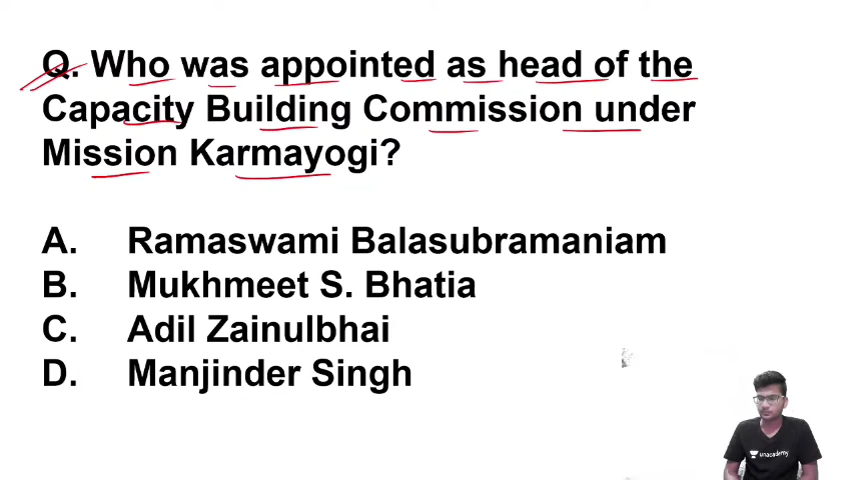 Q. Who was appointed as head of the
Capacity Building Commission under
Mission Karmayogi?
A. Ramaswami Balasubramaniam
B. Mukhmeet S. Bhatia
C. Adil Zainulbhai
D. Manjinder Singh
unacademy